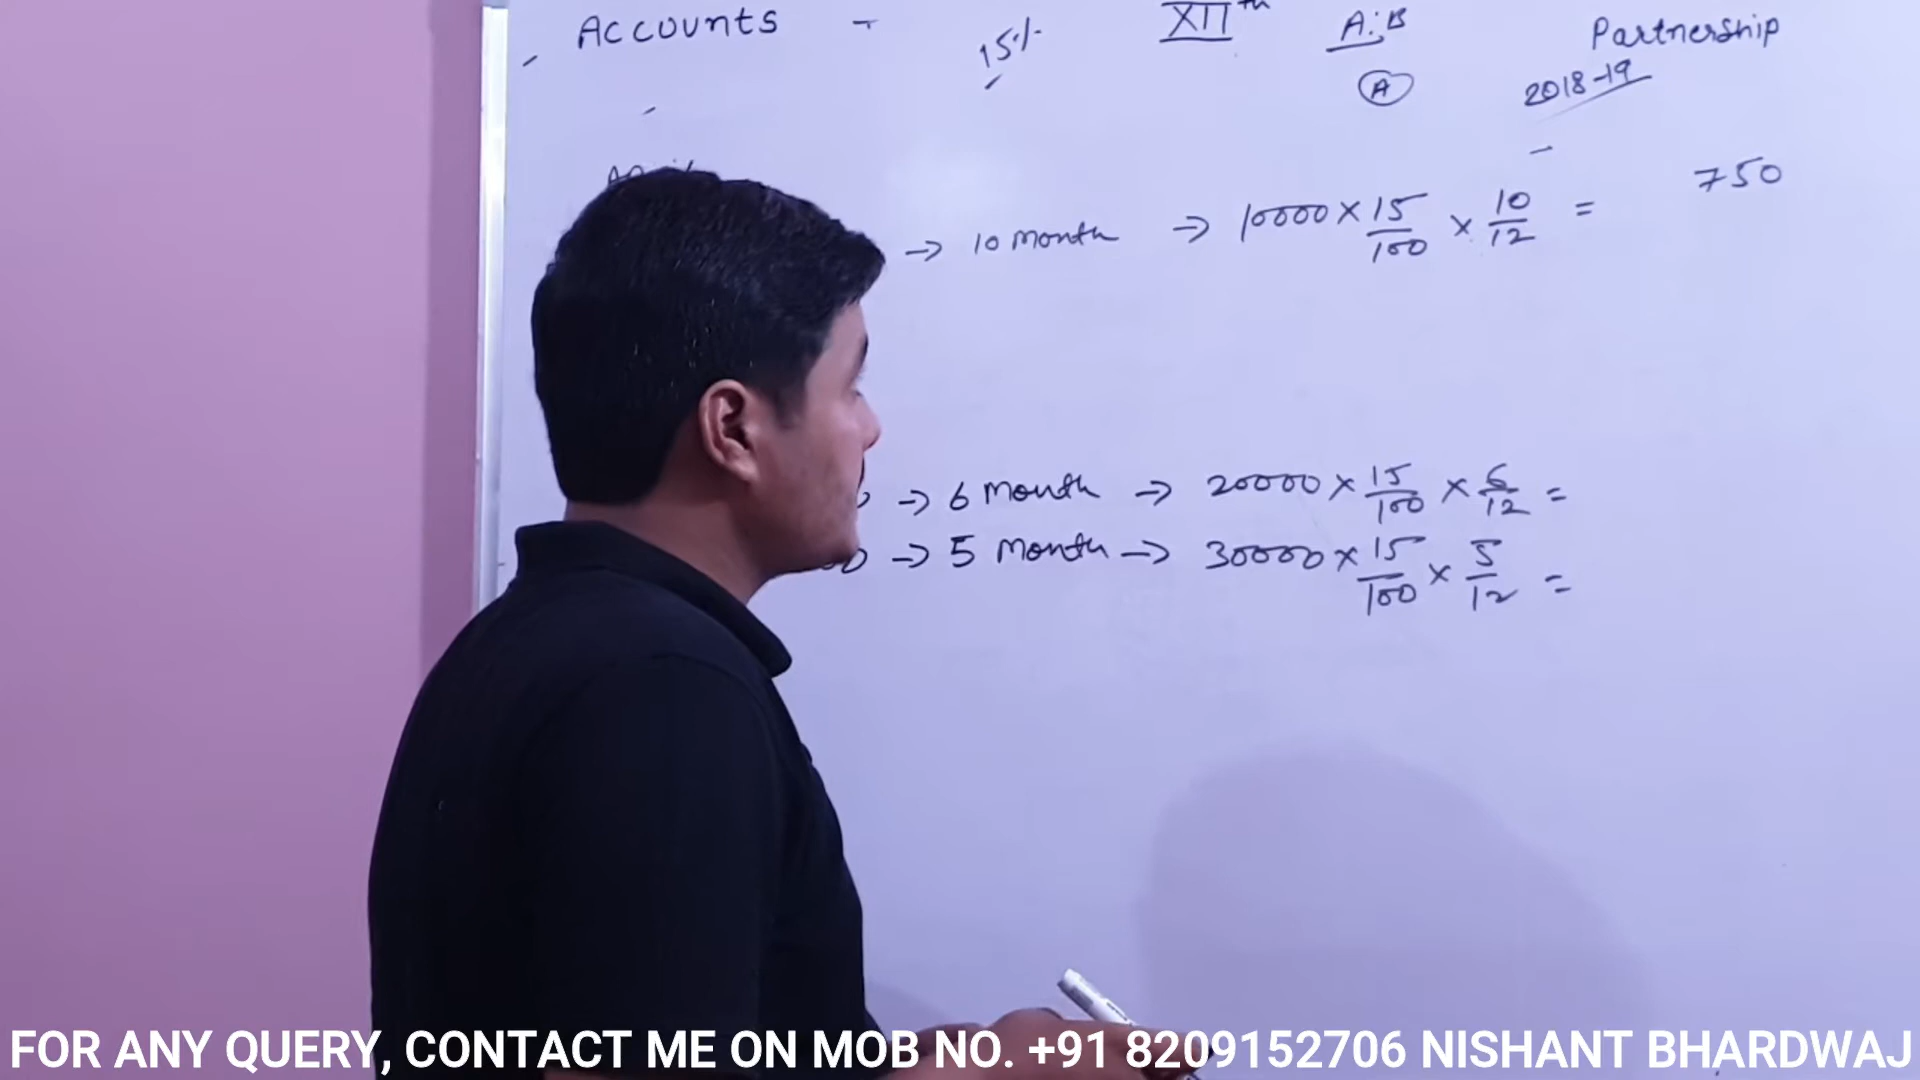 Accounts - 15% XIIth A:B Partnership
A 2018-19
750
→ 10 month → 10000 × 15/100 × 10/12 =
→ 6 Month → 20000 × 15/100 × 6/12 =
→ 5 Month → 30000 × 15/100 × 5/12 =
FOR ANY QUERY, CONTACT ME ON MOB NO. +91 8209152706 NISHANT BHARDWAJ